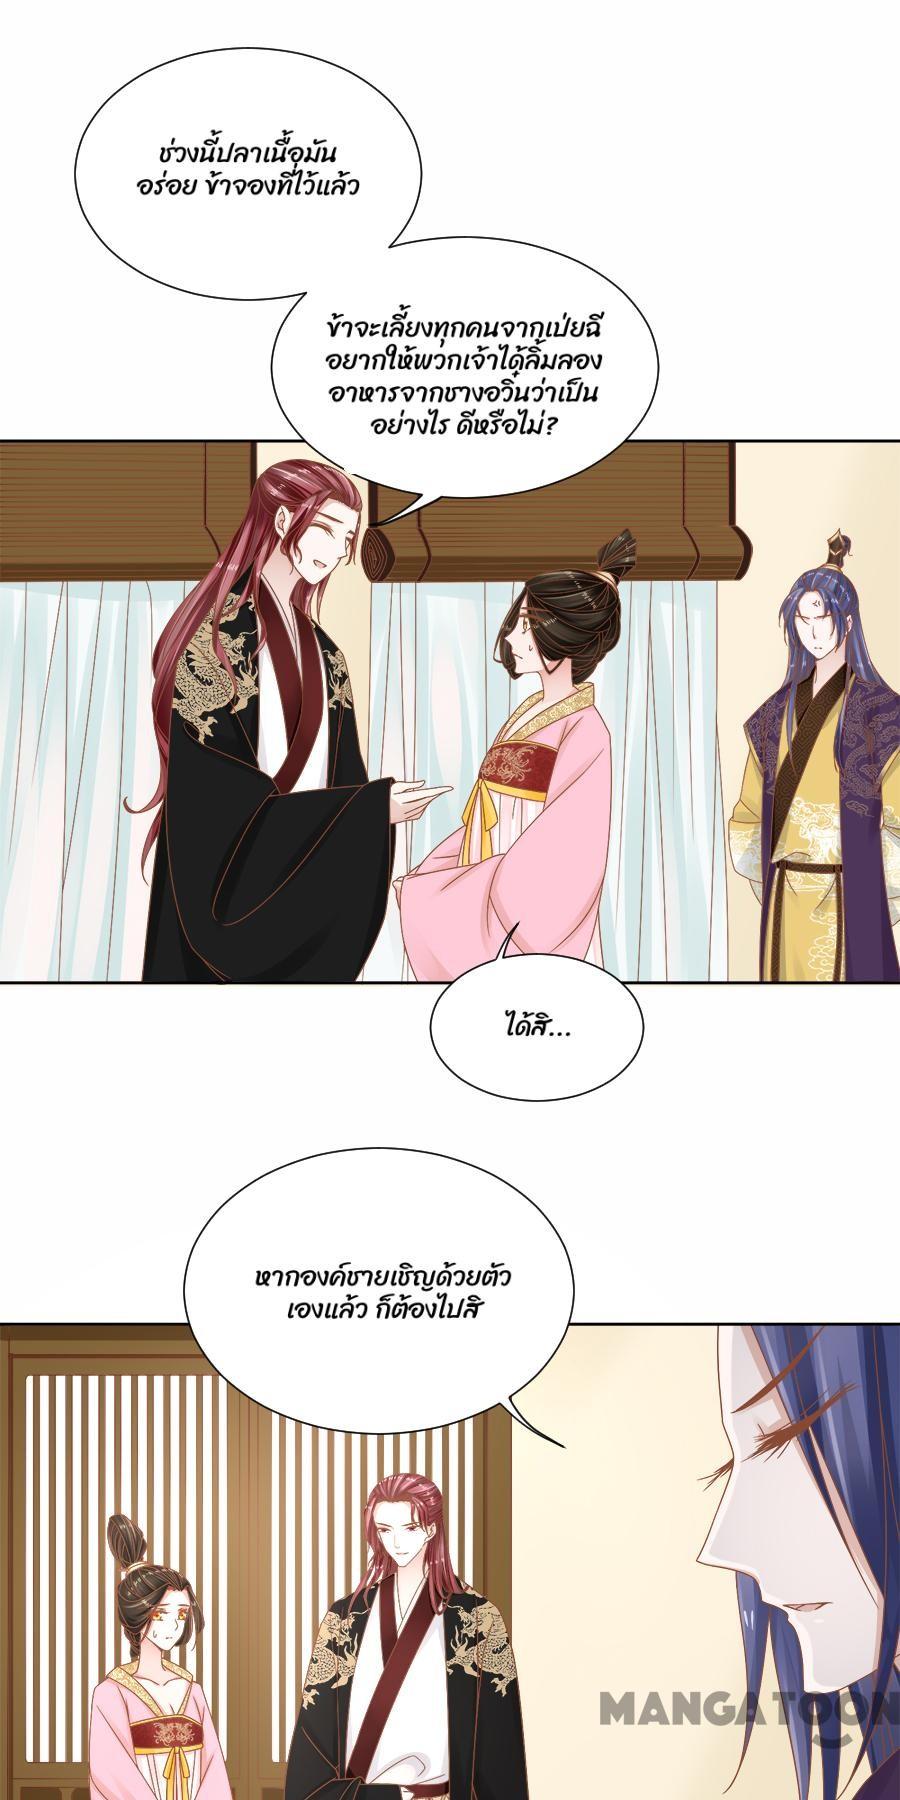 ช่วงนี้ปลาเนื้อมัน
อร่อย ข้าจองที่ไว้แล้ว
ข้าจะเลี้ยงทุกคนจากเป่ยฉี
อยากให้พวกเจ้าได้ลิ้มลอง
อาหารจากชางอวิ๋นว่าเป็น
อย่างไร ดีหรือไม่?
ได้สิ...
หากองค์ชายเชิญด้วยตัว
เองแล้ว ก็ต้องไปสิ
MANGATOON